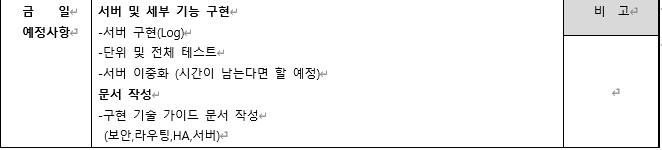 금 일
예정사항
서버 및 세부 기능 구현
-서버 구현(Log)
-단위 및 전체 테스트
-서버 이중화 (시간이 남는다면 할 예정)
문서 작성
-구현 기술 가이드 문서 작성
(보안,라우팅,HA,서버)
비 고